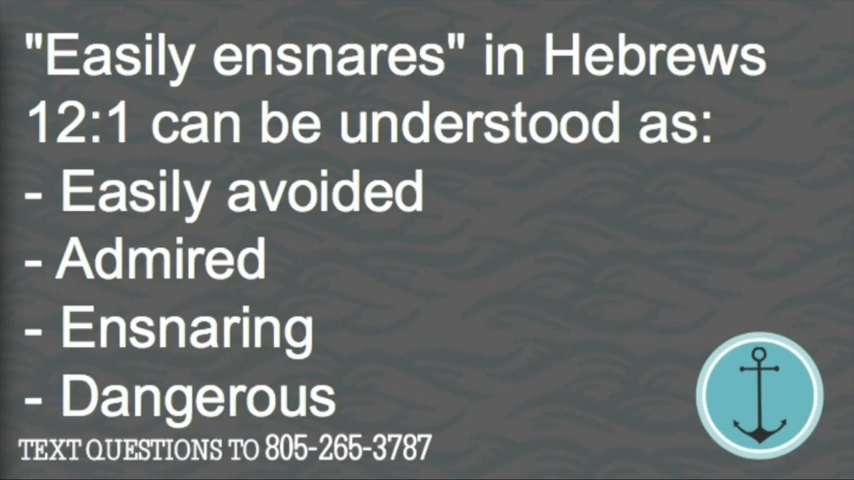 "Easily ensnares" in Hebrews
12:1 can be understood as:
- Easily avoided
- Admired
- Ensnaring
- Dangerous
TEXT QUESTIONS TO 805-265-3787